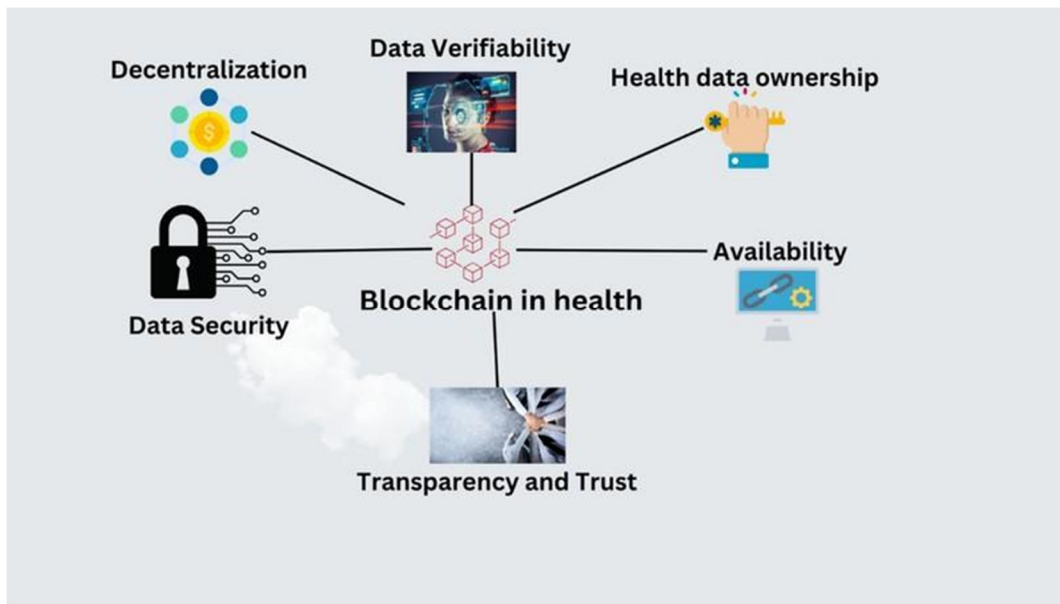 Data Verifiability
Decentralization
Health data ownership
Availability
Blockchain in health
Data Security
Transparency and Trust